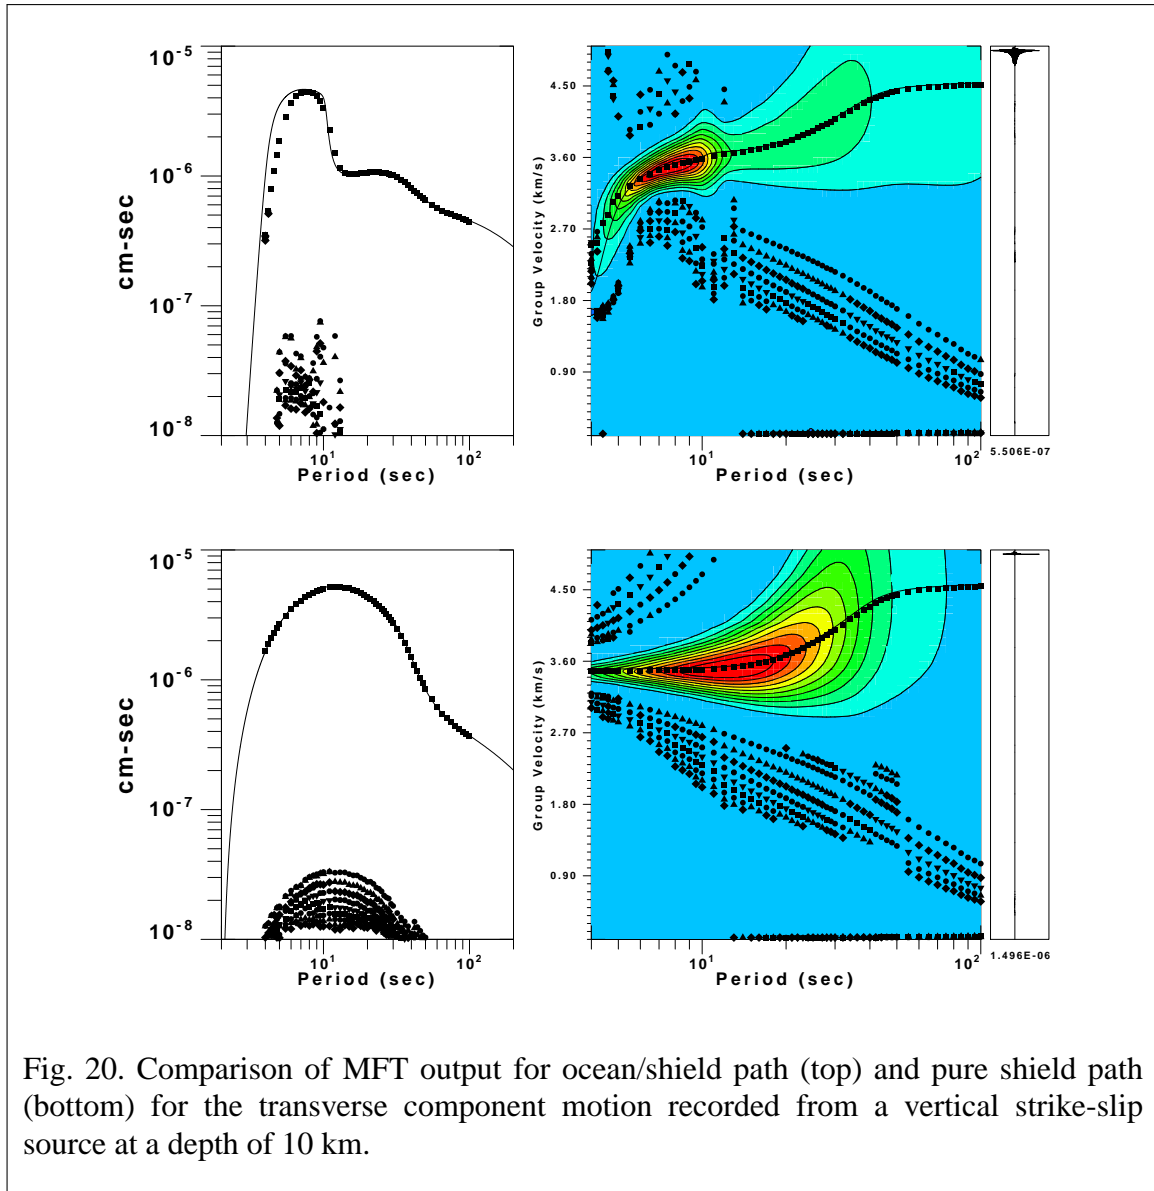 10-5
10-6
10-7
10-8
cm-sec
101
102
Period (sec)
4.50
3.60
2.70
1.80
0.90
Group Velocity (km/s)
101
102
Period (sec)
5.506E-07
10-5
10-6
10-7
10-8
cm-sec
101
102
Period (sec)
4.50
3.60
2.70
1.80
0.90
Group Velocity (km/s)
101
102
Period (sec)
1.496E-06
Fig. 20. Comparison of MFT output for ocean/shield path (top) and pure shield path
(bottom) for the transverse component motion recorded from a vertical strike-slip
source at a depth of 10 km.